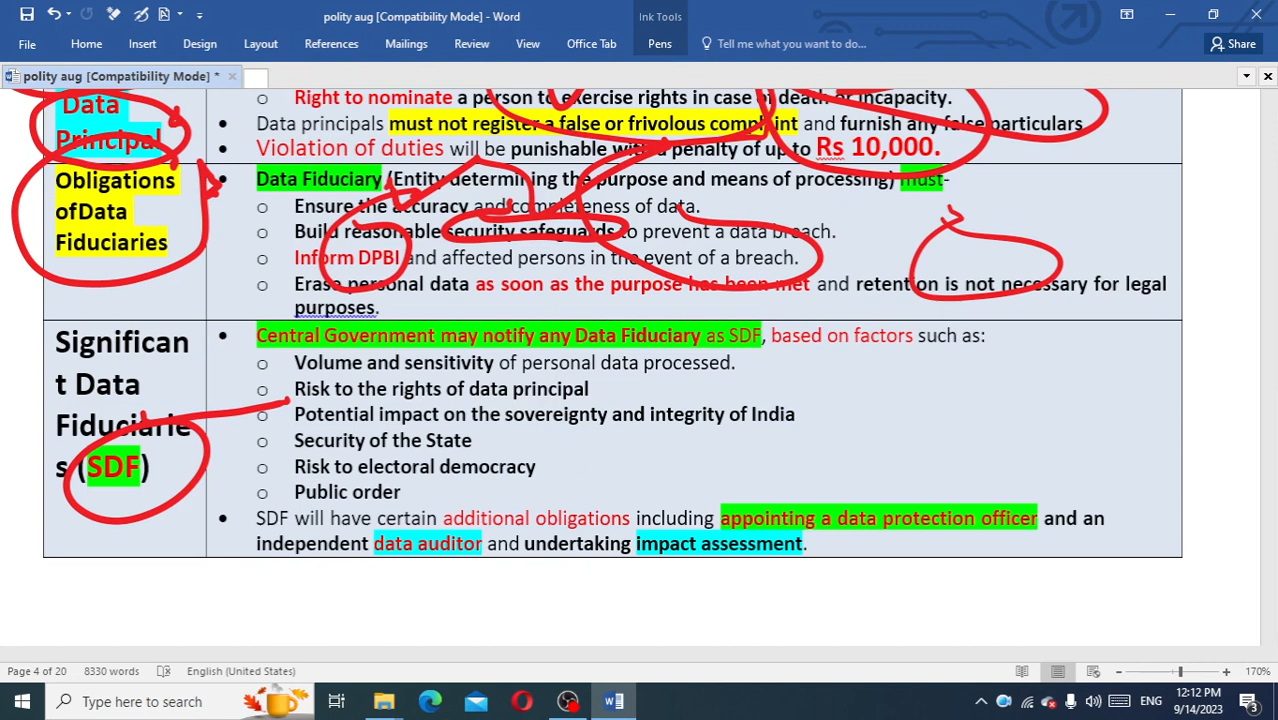 polity aug [Compatibility Mode] - Word
Ink Tools
File
Home
Insert
Design
Layout
References
Mailings
Review
View
Office Tab
Pens
Tell me what you want to do...
Share
polity aug [Compatibility Mode] *
Data
Principal
o Right to nominate a person to exercise rights in case of death or incapacity.
• Data principals must not register a false or frivolous complaint and furnish any false particulars
• Violation of duties will be punishable with a penalty of up to Rs 10,000.
Obligations
ofData
Fiduciaries
• Data Fiduciary (Entity determining the purpose and means of processing) must-
o Ensure the accuracy and completeness of data.
o Build reasonable security safeguards to prevent a data breach.
o Inform DPBI and affected persons in the event of a breach.
o Erase personal data as soon as the purpose has been met and retention is not necessary for legal
purposes.
Significan
t Data
Fiduciarie
s (SDF)
• Central Government may notify any Data Fiduciary as SDF, based on factors such as:
o Volume and sensitivity of personal data processed.
o Risk to the rights of data principal
o Potential impact on the sovereignty and integrity of India
o Security of the State
o Risk to electoral democracy
o Public order
• SDF will have certain additional obligations including appointing a data protection officer and an
independent data auditor and undertaking impact assessment.
Page 4 of 20
8330 words
English (United States)
170%
Type here to search
ENG
12:12 PM
9/14/2023
3